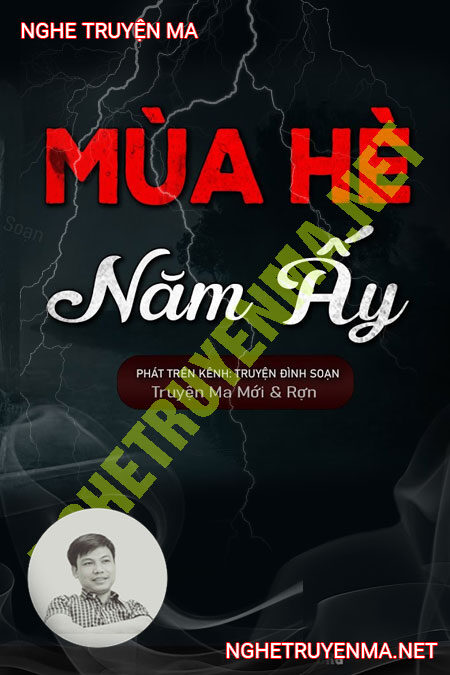 NGHE TRUYỆN MA
MÙA HÈ
Soạn
Năm Ấy
NGHETRUYENMA.NET
PHÁT TRÊN KÊNH: TRUYỆN ĐÌNH SOẠN
Truyện Ma Mới & Rợn
NGHETRUYENMA.NET